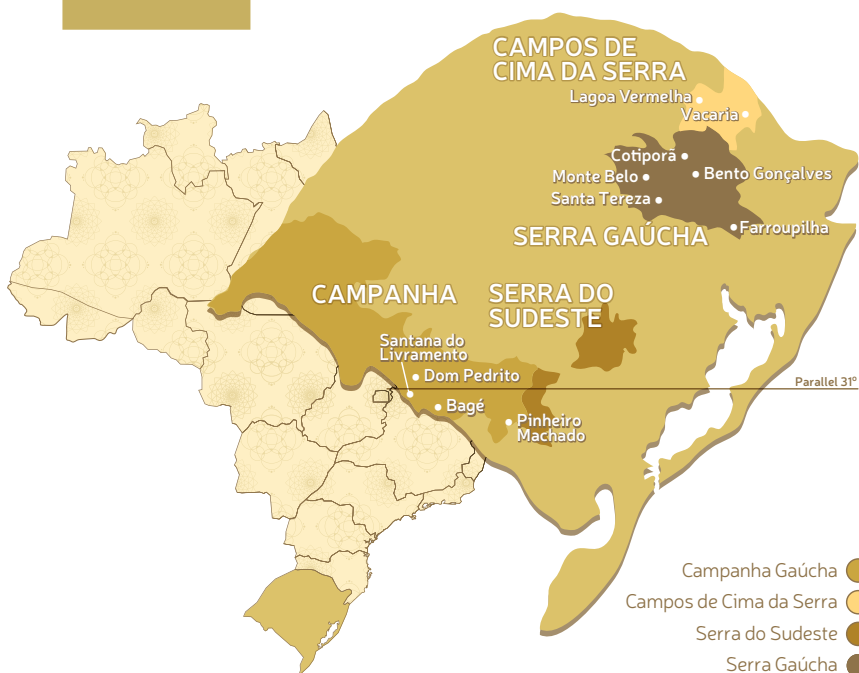 CAMPOS DE
CIMA DA SERRA
Lagoa Vermelha
Vacaria
Cotiporã
Bento Gonçalves
Monte Belo
Santa Tereza
Farroupilha
SERRA GAÚCHA
CAMPANHA
SERRA DO
SUDESTE
Santana do
Livramento
Dom Pedrito
Parallel 31º
Bagé
Pinheiro
Machado
Campanha Gaúcha
Campos de Cima da Serra
Serra do Sudeste
Serra Gaúcha